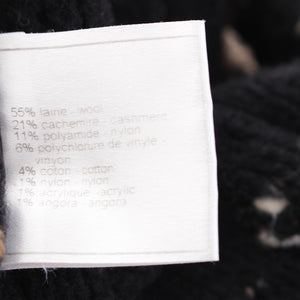 55% laine - wool
21% cachemire - cashmere
11% polyamide - nylon
6% polychlorure de vinyle -
vinyon
4% coton - cotton
1% nylon - nylon
1% acrylique - acrylic
1% angora - angora